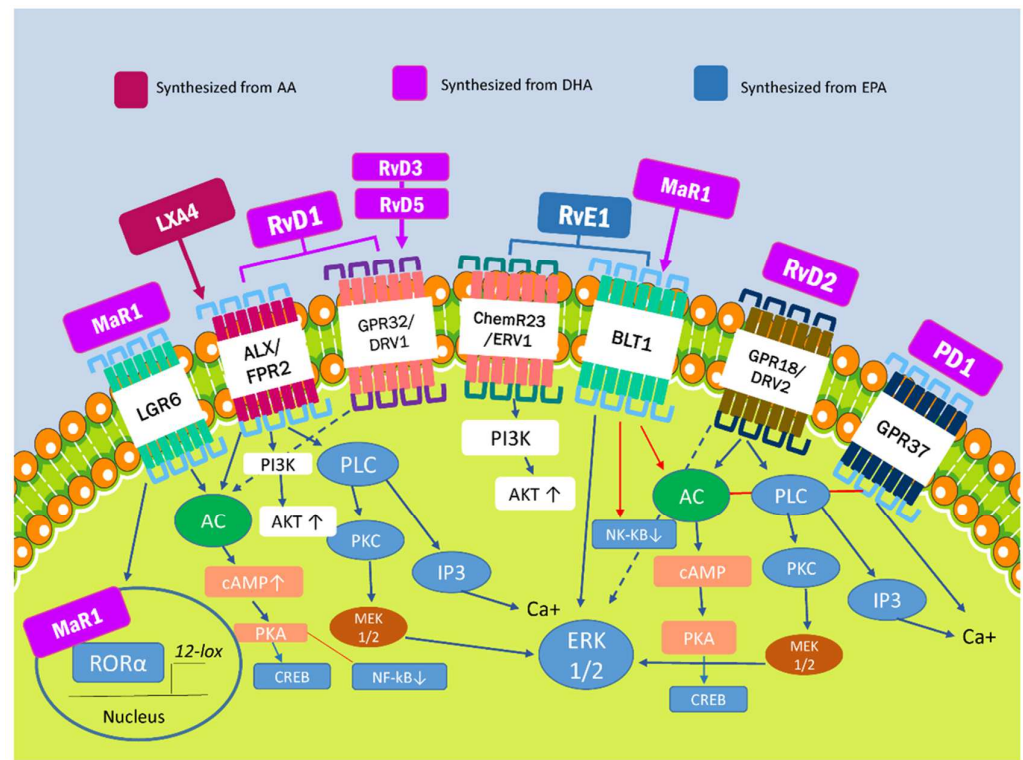 Synthesized from AA
Synthesized from DHA
Synthesized from EPA
RvD3
RvD5
MaR1
LXA4
RvD1
RvE1
RvD2
MaR1
PD1
LGR6
ALX/
FPR2
GPR32/
DRV1
ChemR23
/ERV1
BLT1
GPR18/
DRV2
GPR37
PI3K
AKT ↑
PLC
AC
PKC
IP3
Ca+
cAMP↑
PKA
MEK
1/2
CREB
NF-kB↓
PI3K
AKT ↑
NK-KB↓
AC
PLC
cAMP
PKC
IP3
Ca+
PKA
MEK
1/2
CREB
ERK
1/2
MaR1
RORα
12-lox
Nucleus